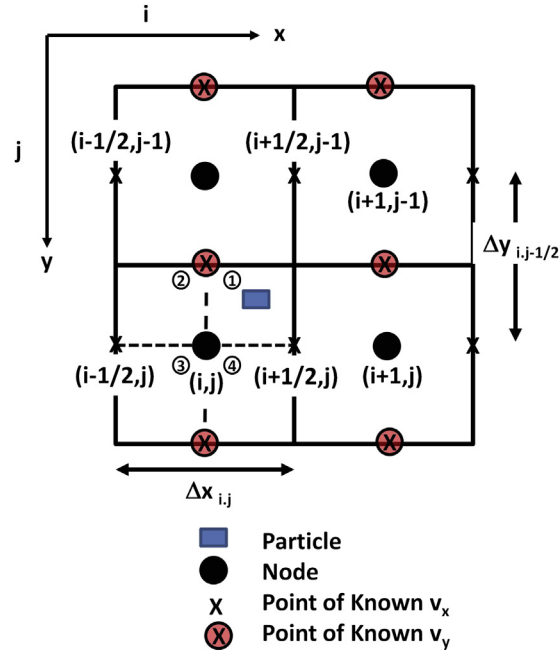 i
x
X X
(i-1/2,j-1) (i+1/2,j-1)
j
X X X
(i+1,j-1)
Δy i.j-1/2
y
X X
② ①
X X X
③ ④
(i-1/2,j) (i,j) (i+1/2,j) (i+1,j)
X X
Δx i.j
Particle
Node
X Point of Known vx
X Point of Known vy